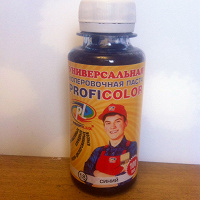 УНИВЕРСАЛЬНАЯ
КОЛЕРОВОЧНАЯ ПАСТА
PROFICOLOR
СИНИЙ